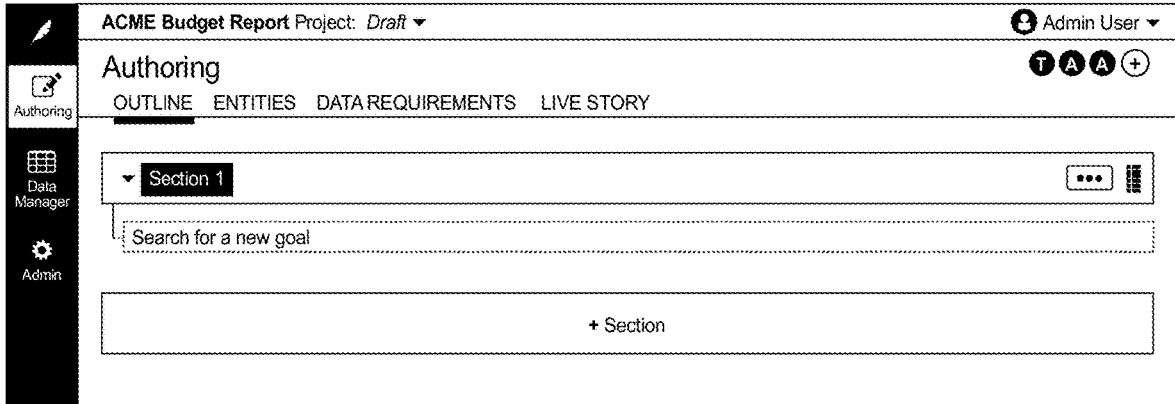 ACME Budget Report Project: Draft
Admin User
Authoring
T A A +
OUTLINE ENTITIES DATA REQUIREMENTS LIVE STORY
Authoring
Data
Manager
Admin
Section 1
•••
Search for a new goal
+ Section